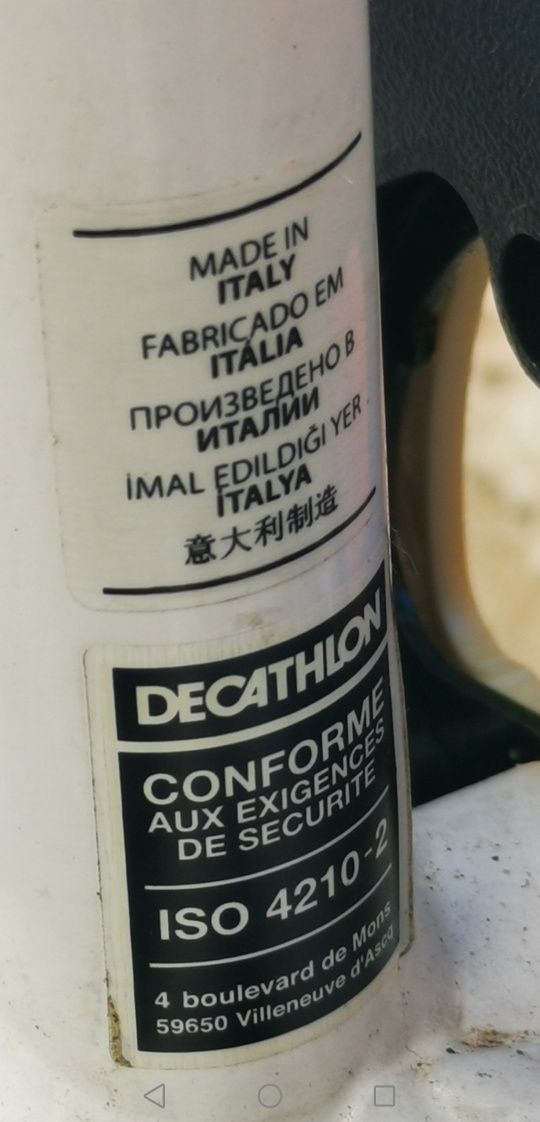 MADE IN
ITALY
FABRICADO EM
ITÁLIA
ПРОИЗВЕДЕНО В
ИТАЛИИ
İMAL EDILDIĞI YER
İTALYA
意大利制造
DECATHLON
CONFORME
AUX EXIGENCES
DE SECURITE
ISO 4210-2
4 boulevard de Mons
59650 Villeneuve d'Ascq